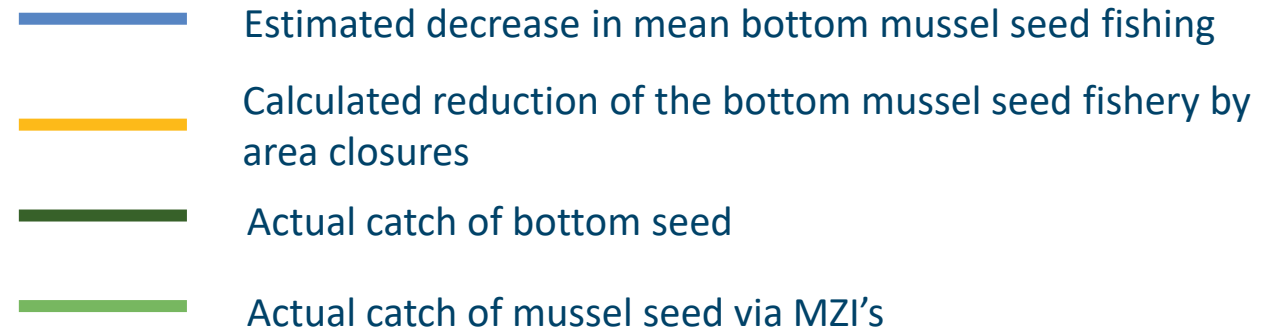 Estimated decrease in mean bottom mussel seed fishing
Calculated reduction of the bottom mussel seed fishery by
area closures
Actual catch of bottom seed
Actual catch of mussel seed via MZI's